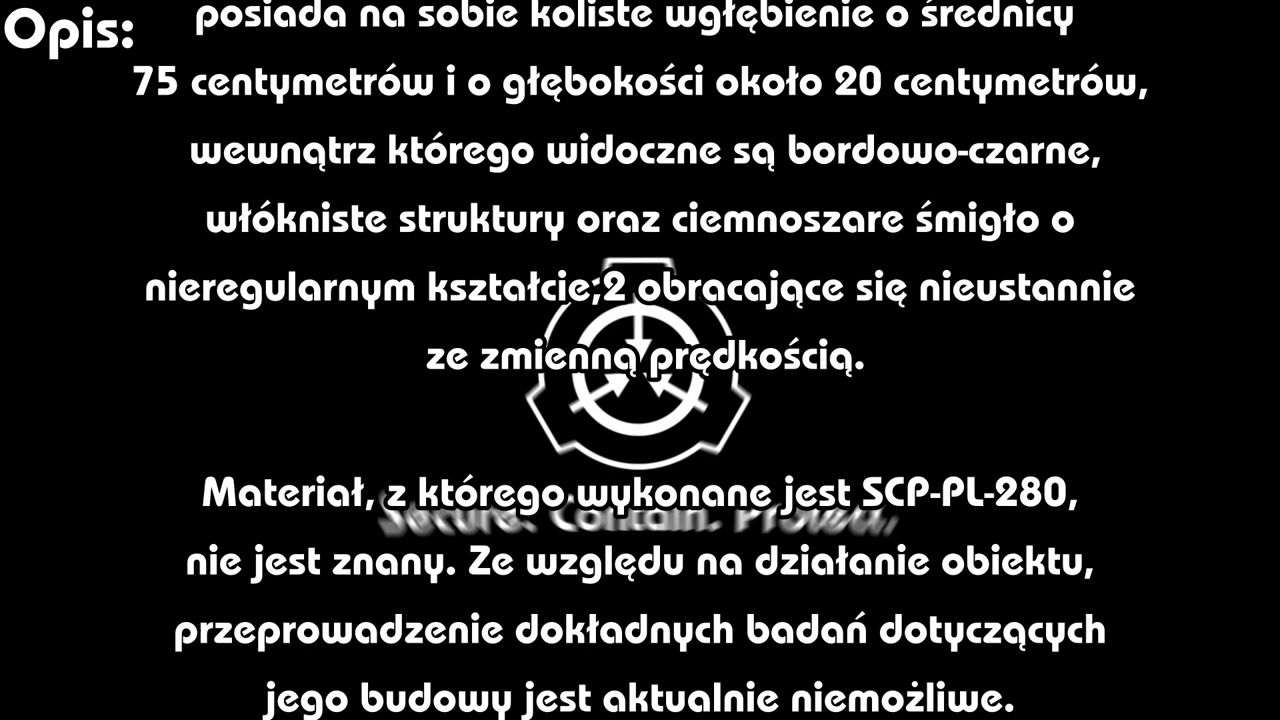 Opis:
posiada na sobie koliste wgłębienie o średnicy
75 centymetrów i o głębokości około 20 centymetrów,
wewnątrz którego widoczne są bordowo-czarne,
włókniste struktury oraz ciemnoszare śmigło o
nieregularnym kształcie;2 obracające się nieustannie
ze zmienną prędkością.
Materiał, z którego wykonane jest SCP-PL-280,
Secure. Contain. Protect.
nie jest znany. Ze względu na działanie obiektu,
przeprowadzenie dokładnych badań dotyczących
jego budowy jest aktualnie niemożliwe.